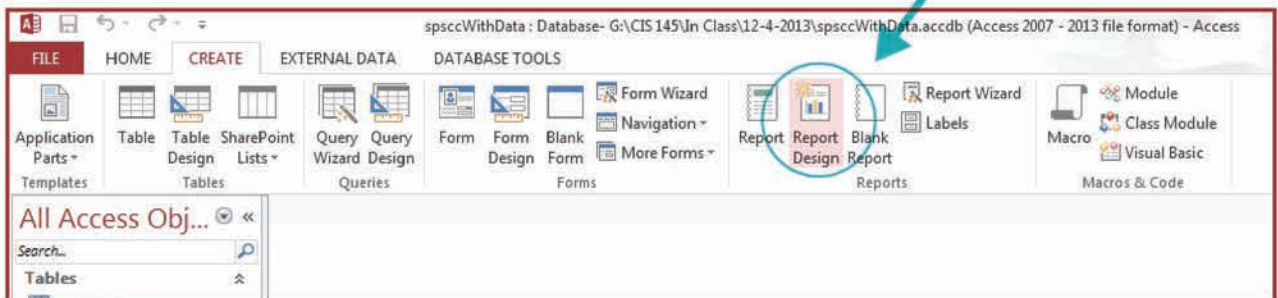 spsccWithData : Database- G:\CIS 145\In Class\12-4-2013\spsccWithData.accdb (Access 2007 - 2013 file format) - Access
FILE HOME CREATE EXTERNAL DATA DATABASE TOOLS
Application Parts
Templates
Table
Table Design
SharePoint Lists
Tables
Query Wizard
Query Design
Queries
Form
Form Design
Blank Form
Form Wizard
Navigation
More Forms
Forms
Report
Report Design
Blank Report
Report Wizard
Labels
Reports
Macro
Module
Class Module
Visual Basic
Macros & Code
All Access Obj...
Search...
Tables